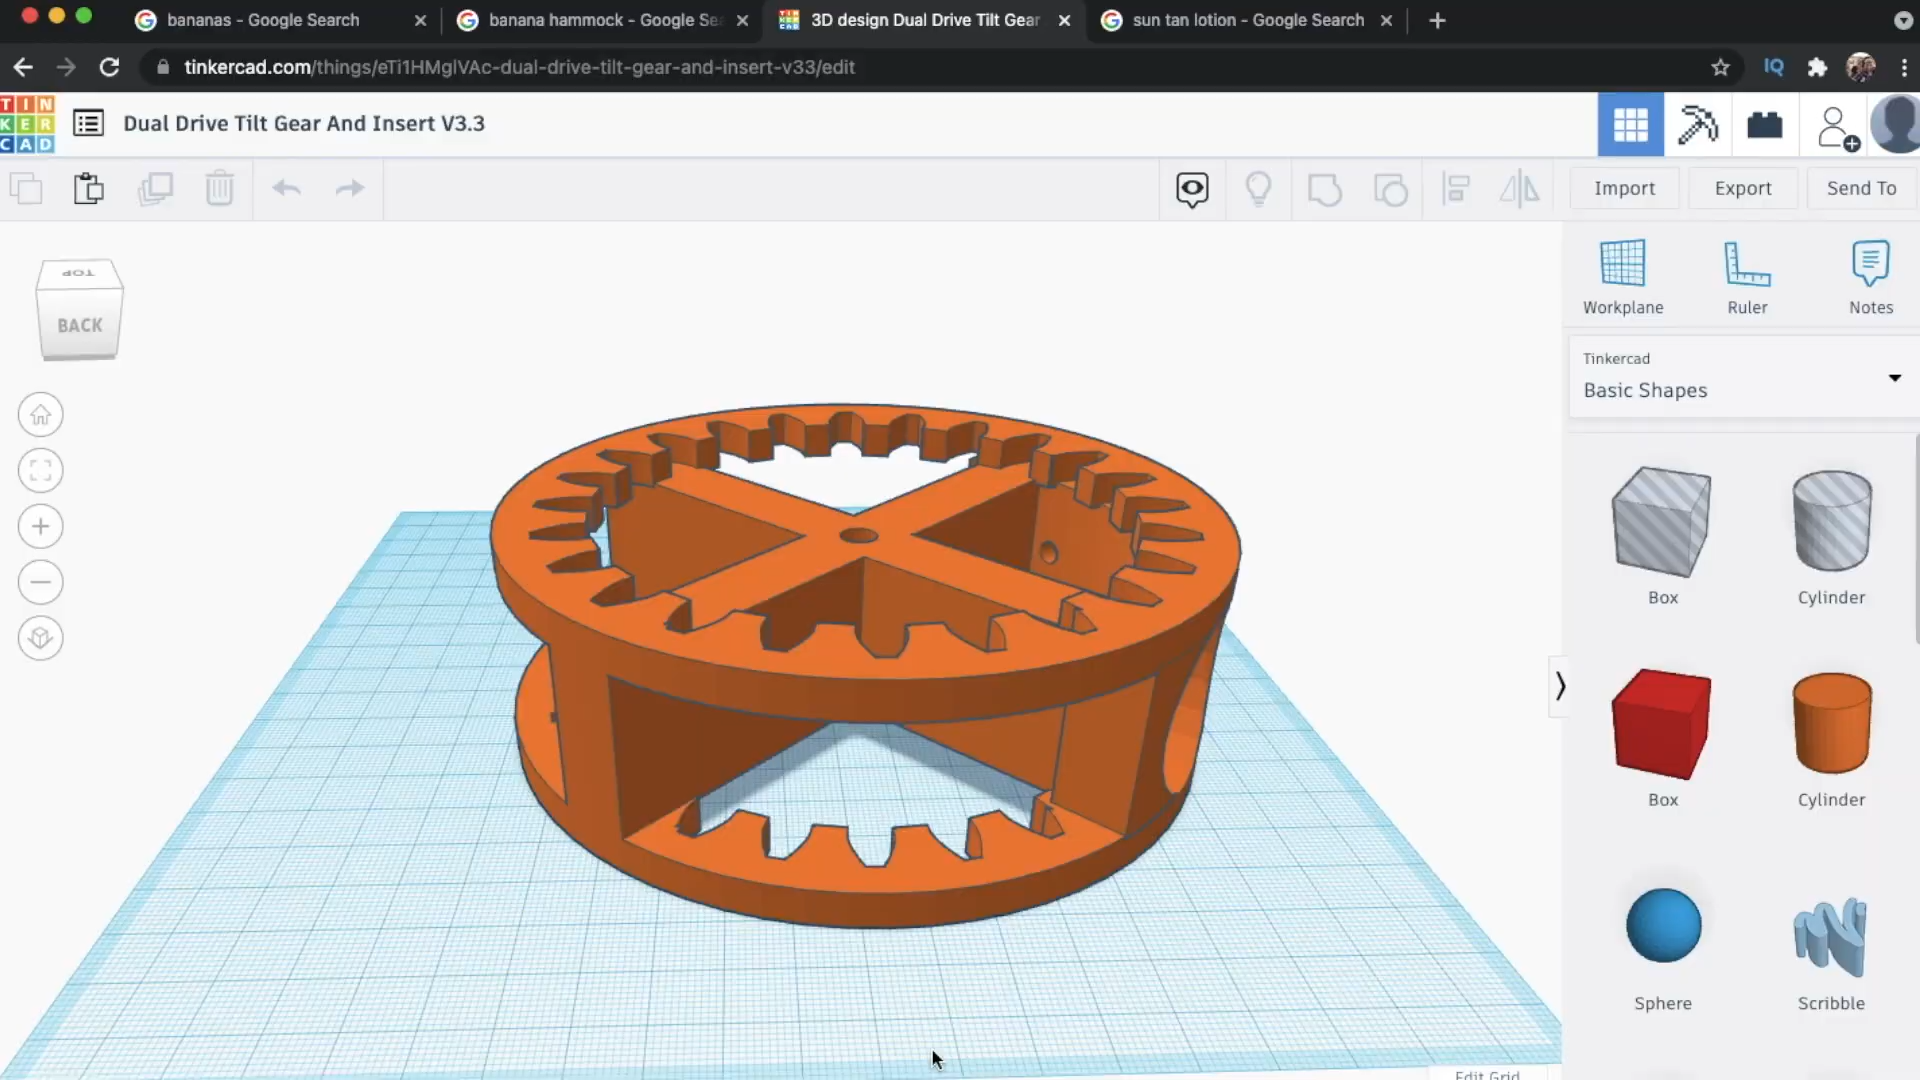 bananas - Google Search
banana hammock - Google Se
3D design Dual Drive Tilt Gear
sun tan lotion - Google Search
tinkercad.com/things/eTi1HMglVAc-dual-drive-tilt-gear-and-insert-v33/edit
IQ
TIN
KER
CAD
Dual Drive Tilt Gear And Insert V3.3
Import
Export
Send To
TOP
BACK
Workplane
Ruler
Notes
Tinkercad
Basic Shapes
Box
Cylinder
Box
Cylinder
Sphere
Scribble
Edit Grid